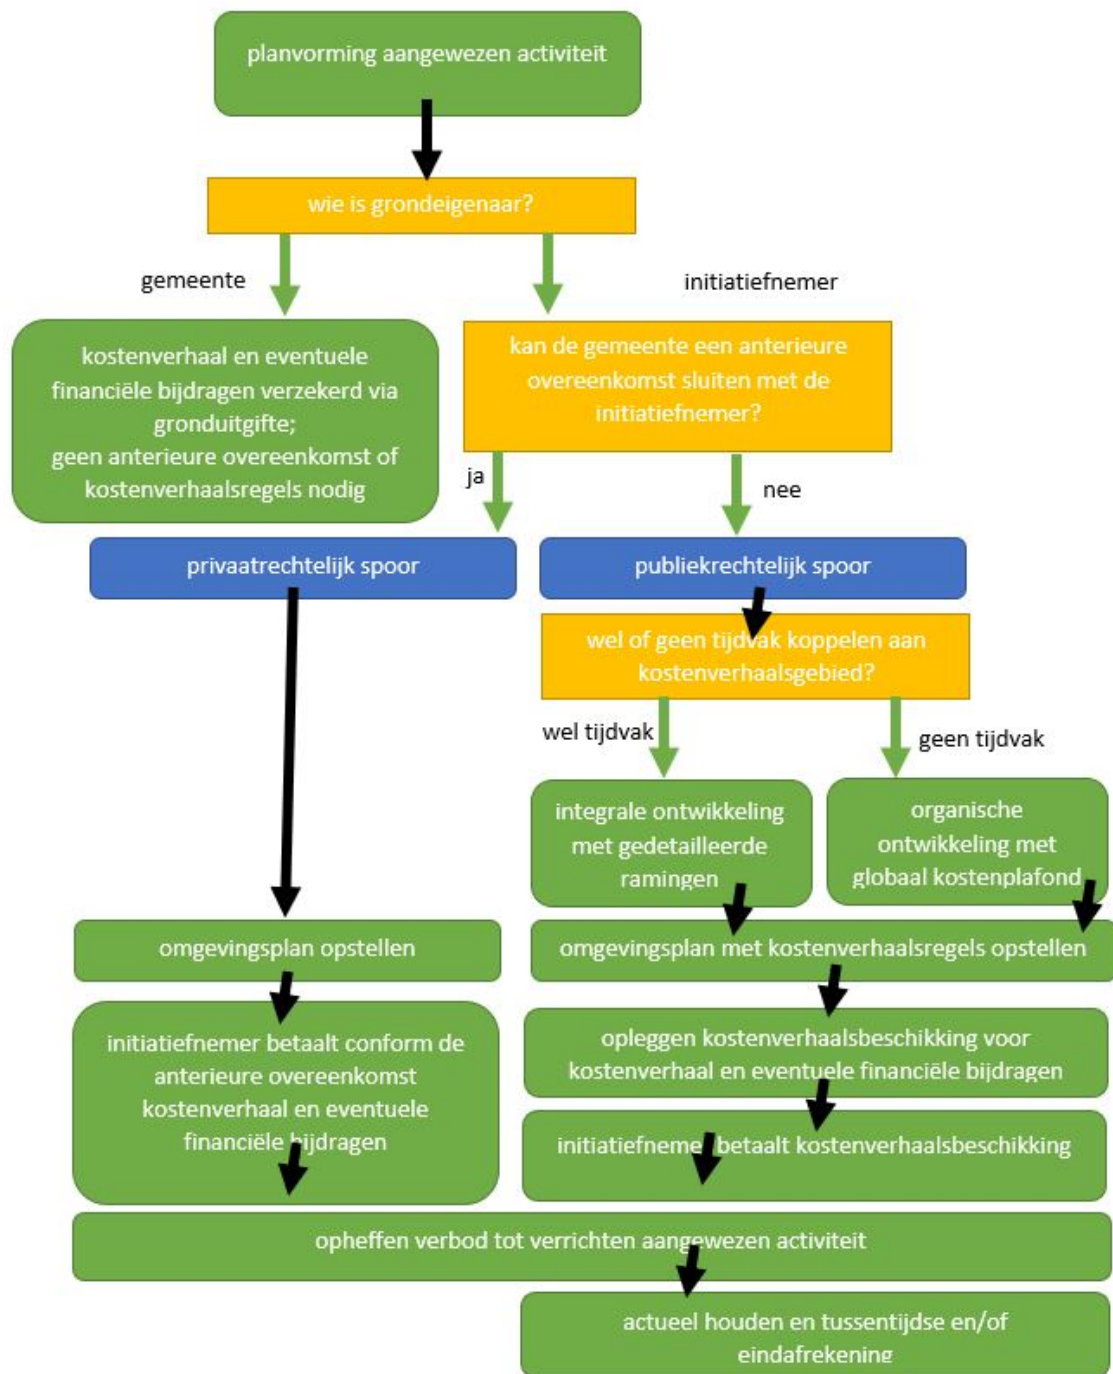 planvorming aangewezen activiteit
wie is grondeigenaar?
gemeente
initiatiefnemer
kostenverhaal en eventuele
financiële bijdragen verzekerd via
gronduitgifte;
geen anterieure overeenkomst of
kostenverhaalsregels nodig
kan de gemeente een anterieure
overeenkomst sluiten met de
initiatiefnemer?
ja
nee
privaatrechtelijk spoor
publiekrechtelijk spoor
wel of geen tijdvak koppelen aan
kostenverhaalsgebied?
wel tijdvak
geen tijdvak
integrale ontwikkeling
met gedetailleerde
ramingen
organische
ontwikkeling met
globaal kostenplafond
omgevingsplan opstellen
omgevingsplan met kostenverhaalsregels opstellen
initiatiefnemer betaalt conform de
anterieure overeenkomst
kostenverhaal en eventuele
financiële bijdragen
opleggen kostenverhaalsbeschikking voor
kostenverhaal en eventuele financiële bijdragen
initiatiefnemer betaalt kostenverhaalsbeschikking
opheffen verbod tot verrichten aangewezen activiteit
actueel houden en tussentijdse en/of
eindafrekening